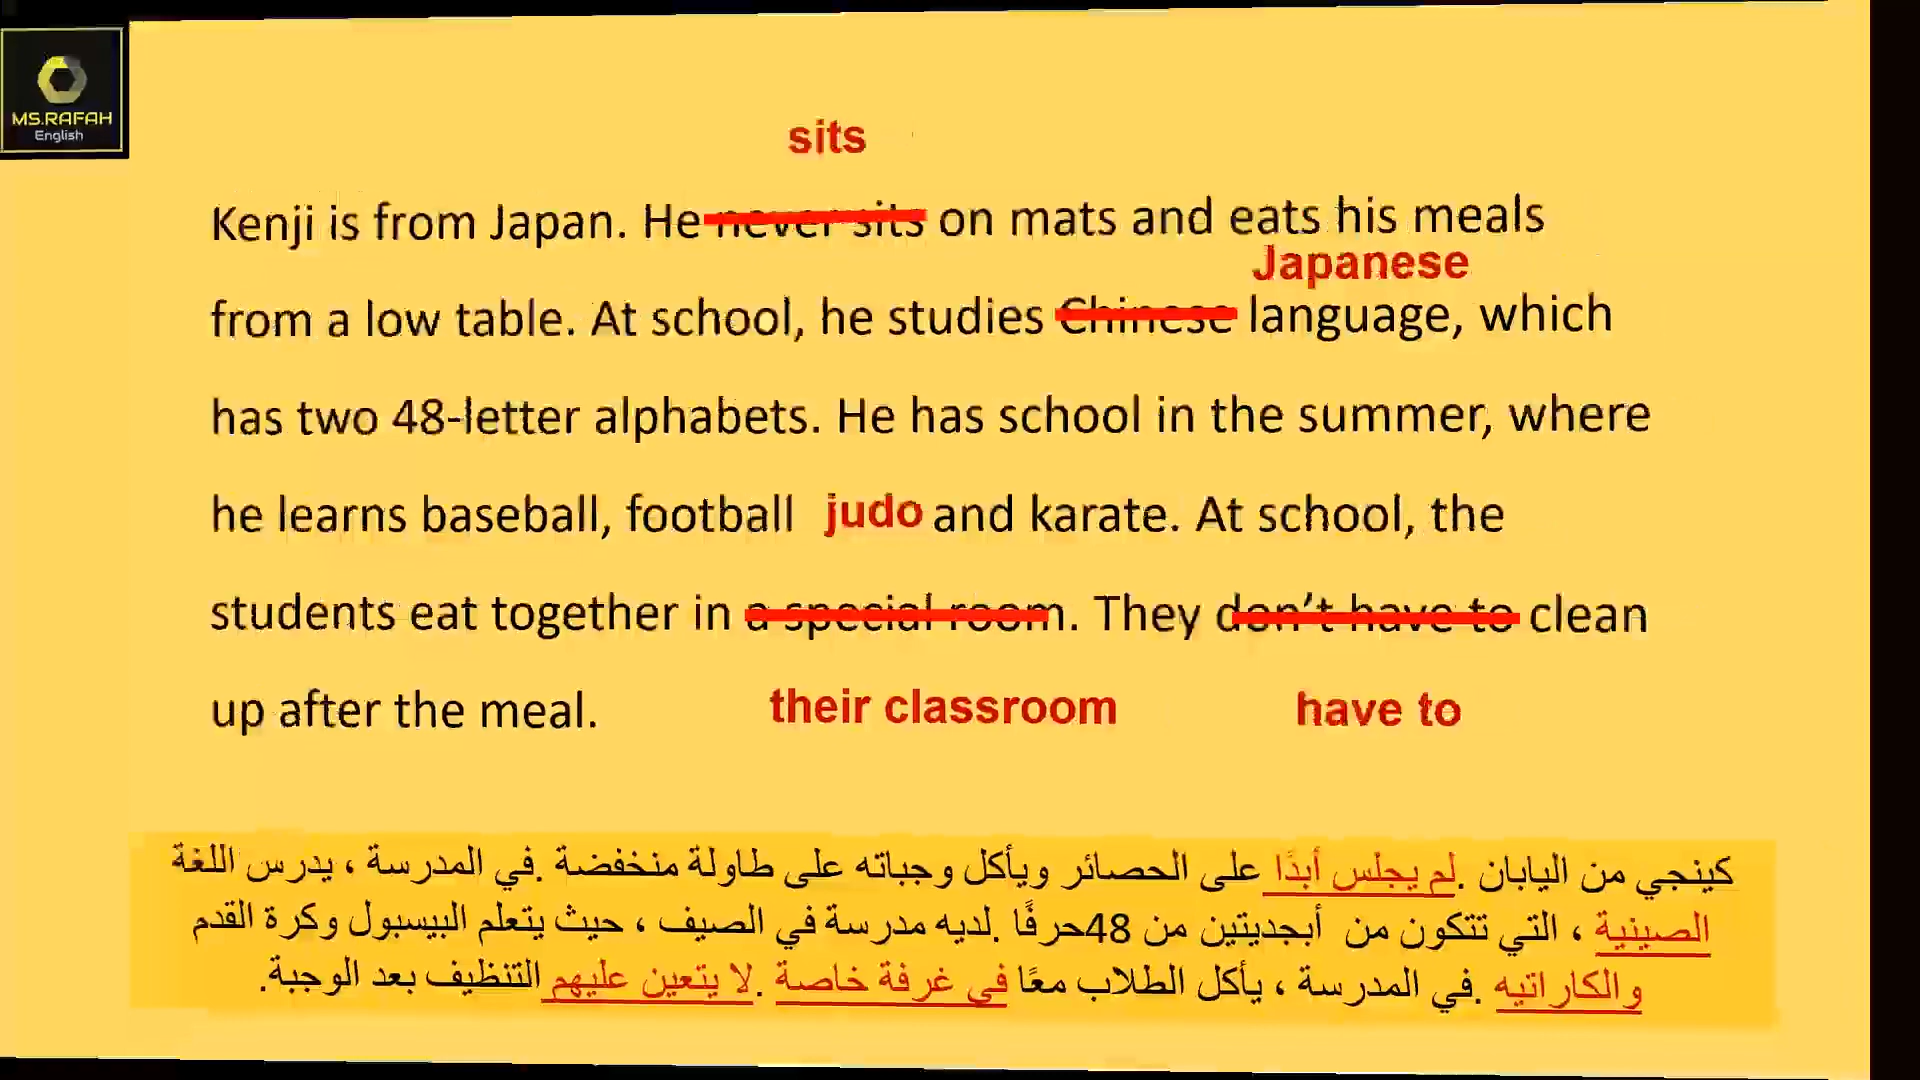 MS.RAFAH
English
sits
Kenji is from Japan. He never sits on mats and eats his meals
Japanese
from a low table. At school, he studies Chinese language, which
has two 48-letter alphabets. He has school in the summer, where
he learns baseball, football judo and karate. At school, the
students eat together in a special room. They don't have to clean
up after the meal. their classroom have to
كينجي من اليابان .لم يجلس أبدًا على الحصائر ويأكل وجباته على طاولة منخفضة .في المدرسة ، يدرس اللغة
الصينية ، التي تتكون من أبجديتين من 48حرفًا .لديه مدرسة في الصيف ، حيث يتعلم البيسبول وكرة القدم
والكاراتيه .في المدرسة ، يأكل الطلاب معًا في غرفة خاصة .لا يتعين عليهم التنظيف بعد الوجبة.